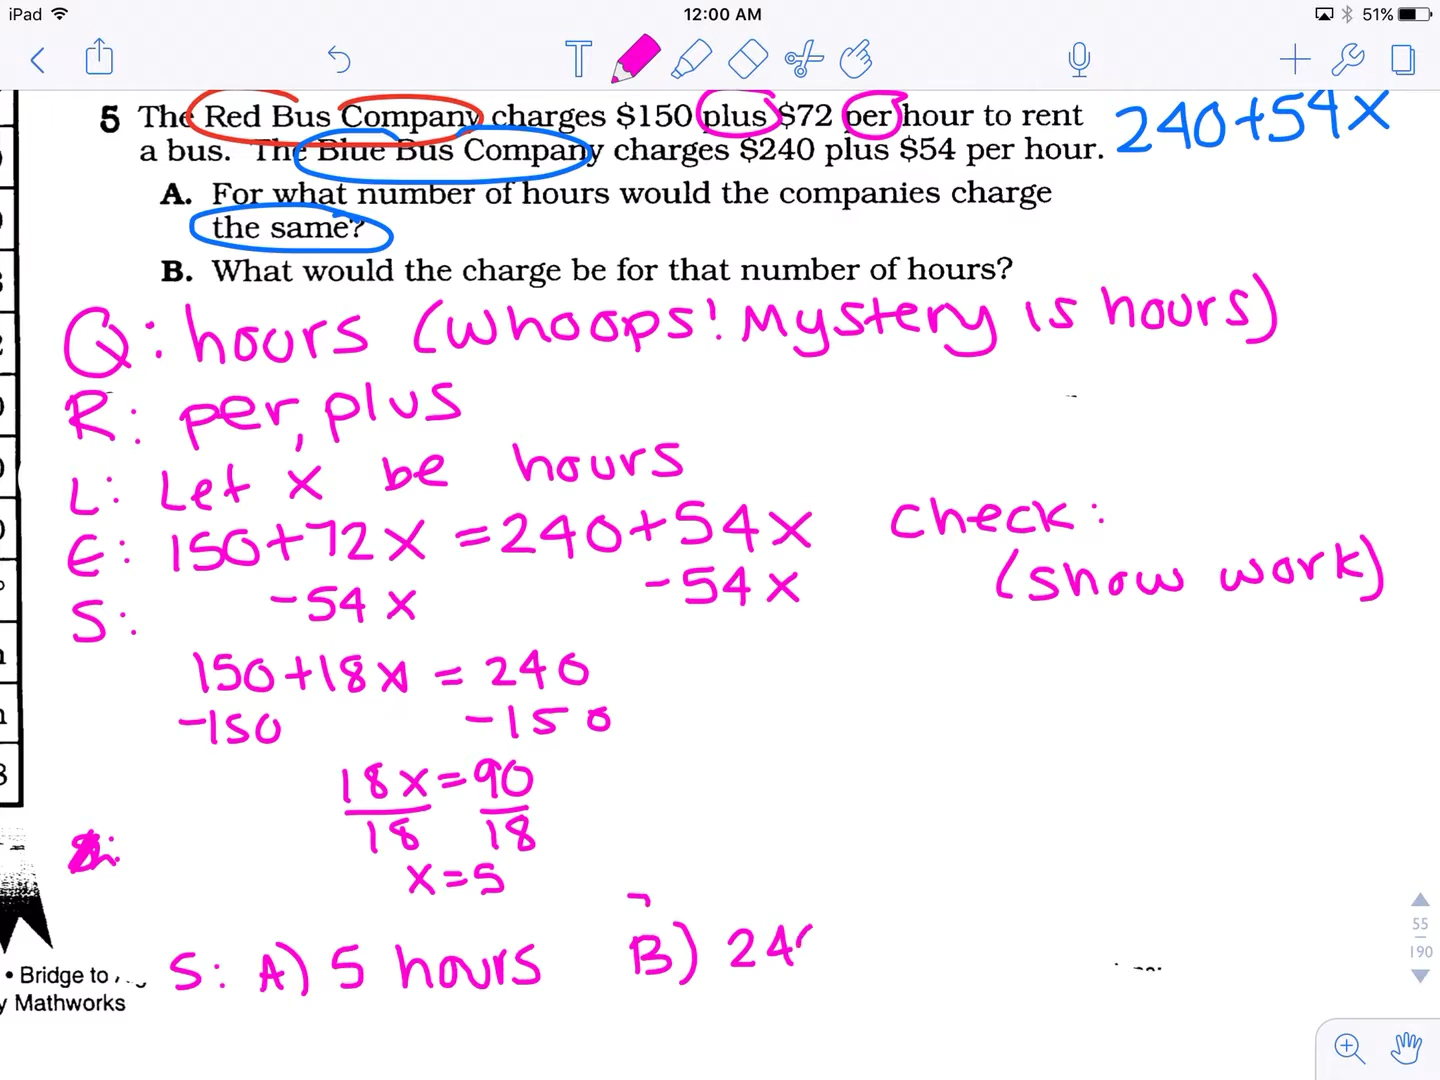 iPad 12:00 AM 51%
T
5 The Red Bus Company charges $150 plus $72 per hour to rent
a bus. The Blue Bus Company charges $240 plus $54 per hour.
240+54x
A. For what number of hours would the companies charge
the same?
B. What would the charge be for that number of hours?
Q: hours (whoops! Mystery is hours)
R: per, plus
L: Let x be hours
E: 150+72x = 240+54x
check:
S: -54x -54x
(show work)
150+18x = 240
-150 -150
18x = 90
18 18
x=5
S: A) 5 hours B) 24
55
190
• Bridge to
y Mathworks